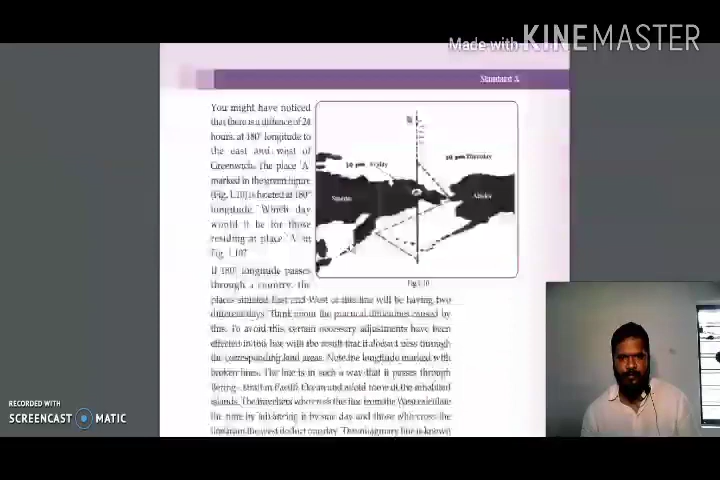 Made with KINEMASTER
Standard X
You might have noticed
that there is a diffence of 24
hours, at 180° longitude to
the east and west of
Greenwich. The place 'A'
marked in the given figure
(Fig. 1.10) is located at 180°
longitude. Which day
would it be for those
residing at place 'A' in
Fig. 1.10?
10 pm Friday
10 pm Thursday
Alaska
Fig 1.10
If 180° longitude passes
through a country, the
places situated East and West of this line will be having two
different days. Think about the practical difficulties caused by
this. To avoid this, certain necessary adjustments have been
effected in this line with the result that it doesn't pass through
the corresponding land areas. Note the longitude marked with
broken lines. The line is in such a way that it passes through
Bering Strait in Pacific Ocean and avoid some of the inhabited
islands. The travellers who cross the line from the West calculate
the time by advancing it by one day and those who cross the
line from the west deduct one day. The imaginary line is known
RECORDED WITH
SCREENCAST MATIC